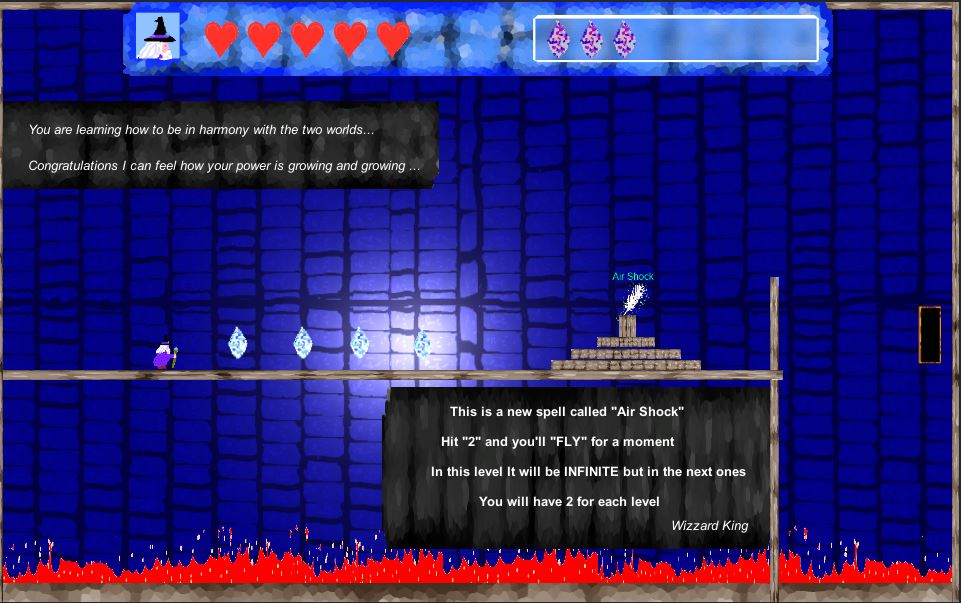 You are learning how to be in harmony with the two worlds...
Congratulations I can feel how your power is growing and growing ...
Air Shock
This is a new spell called "Air Shock"
Hit "2" and you'll "FLY" for a moment
In this level It will be INFINITE but in the next ones
You will have 2 for each level
Wizzard King